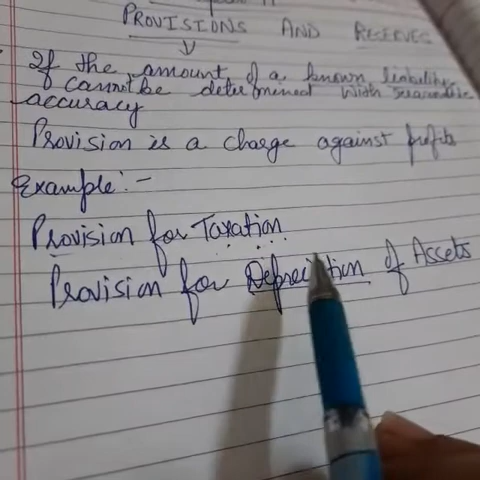 PROVISIONS AND RESERVES
If the amount of a known liability
cannot be determined with reasonable
accuracy
Provision is a charge against profits
Example:-
Provision for Taxation
Provision for Depreciation of Assets